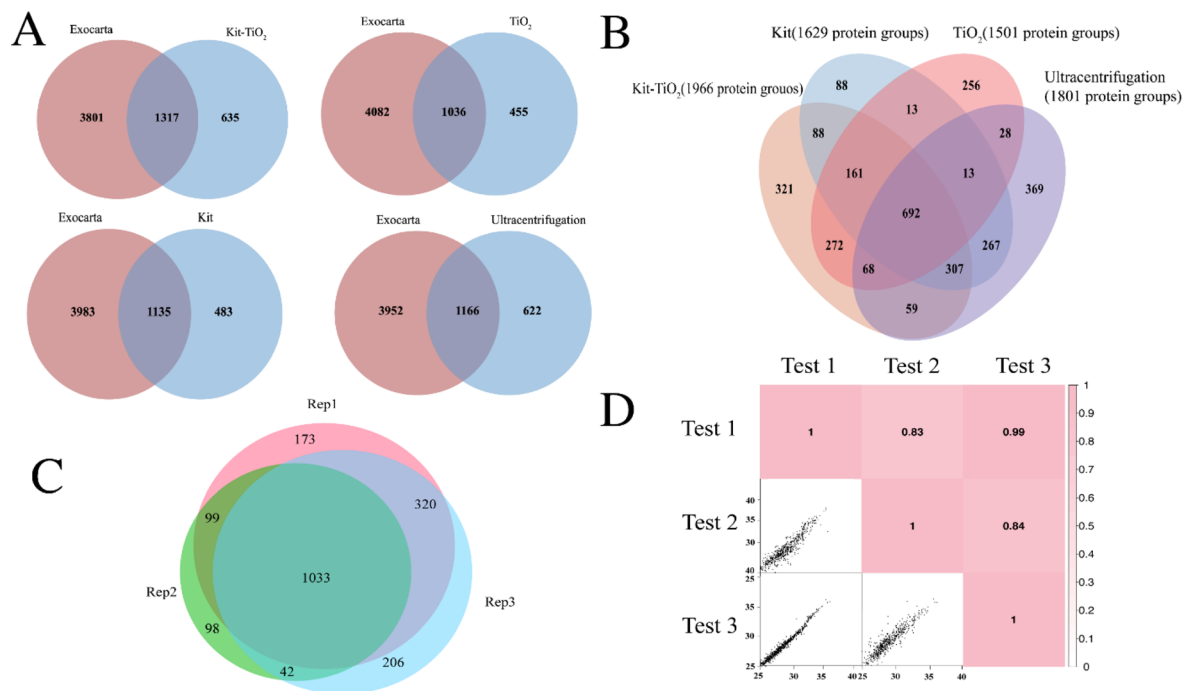 A
Exocarta
Kit-TiO₂
3801
1317
635
Exocarta
TiO₂
4082
1036
455
Exocarta
Kit
3983
1135
483
Exocarta
Ultracentrifugation
3952
1166
622
B
Kit(1629 protein groups)
TiO₂(1501 protein groups)
Kit-TiO₂(1966 protein grouos)
Ultracentrifugation
(1801 protein groups)
88
256
13
88
28
161
13
321
369
692
272
267
68
307
59
C
Rep1
173
99
320
1033
Rep2
Rep3
98
42
206
D
Test 1
Test 2
Test 3
Test 1
1
0.83
0.99
Test 2
40
35
30
40
1
0.84
Test 3
35
30
25
1
25
30
35
40
25
30
35
40
1
0.9
0.8
0.7
0.6
0.5
0.4
0.3
0.2
0.1
0